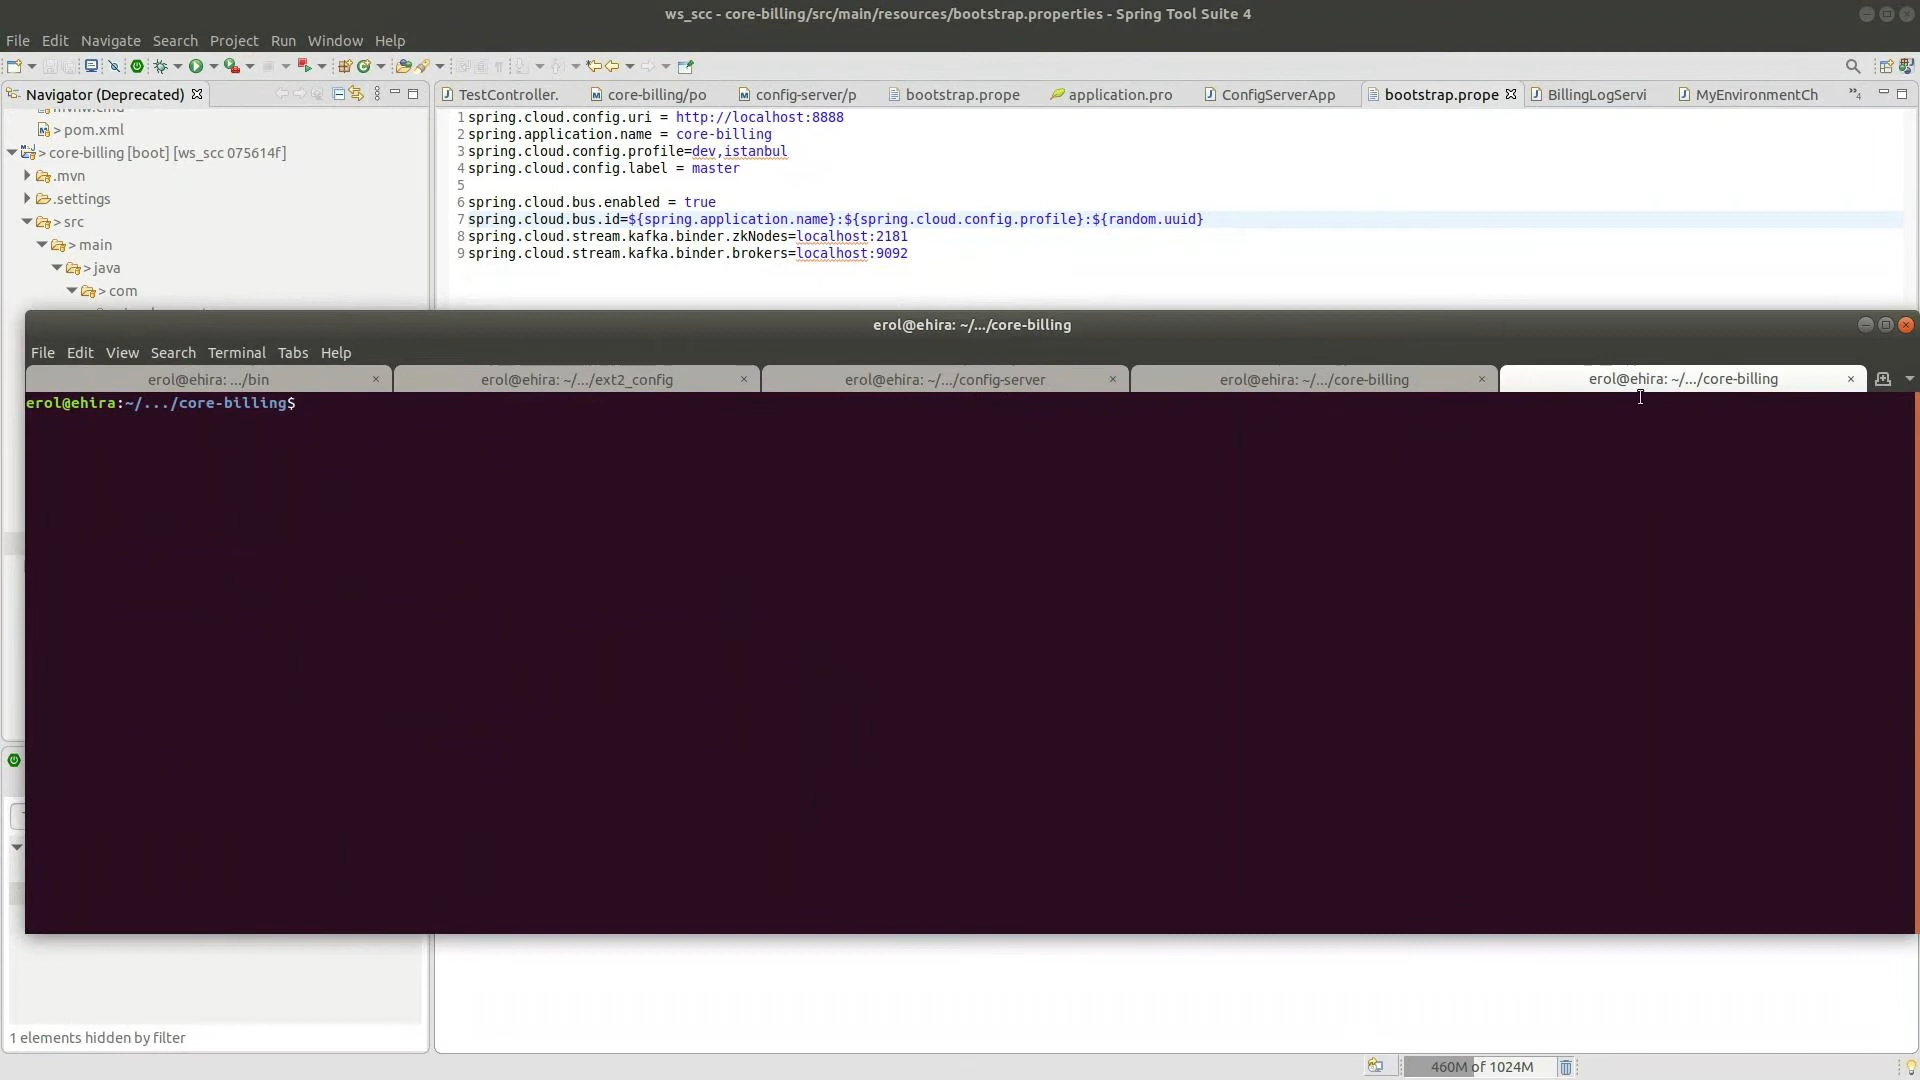 ws_scc - core-billing/src/main/resources/bootstrap.properties - Spring Tool Suite 4
File Edit Navigate Search Project Run Window Help
Navigator (Deprecated)
TestController. core-billing/po config-server/p bootstrap.prope application.pro ConfigServerApp bootstrap.prope BillingLogServi MyEnvironmentCh »4
> pom.xml
> core-billing [boot] [ws_scc 075614f]
.mvn
.settings
> src
> main
> java
> com
1 spring.cloud.config.uri = http://localhost:8888
2 spring.application.name = core-billing
3 spring.cloud.config.profile=dev,istanbul
4 spring.cloud.config.label = master
5
6 spring.cloud.bus.enabled = true
7 spring.cloud.bus.id=${spring.application.name}:${spring.cloud.config.profile}:${random.uuid}
8 spring.cloud.stream.kafka.binder.zkNodes=localhost:2181
9 spring.cloud.stream.kafka.binder.brokers=localhost:9092
erol@ehira: ~/.../core-billing
File Edit View Search Terminal Tabs Help
erol@ehira: .../bin erol@ehira: ~/.../ext2_config erol@ehira: ~/.../config-server erol@ehira: ~/.../core-billing erol@ehira: ~/.../core-billing
erol@ehira:~/.../core-billing$
1 elements hidden by filter
460M of 1024M